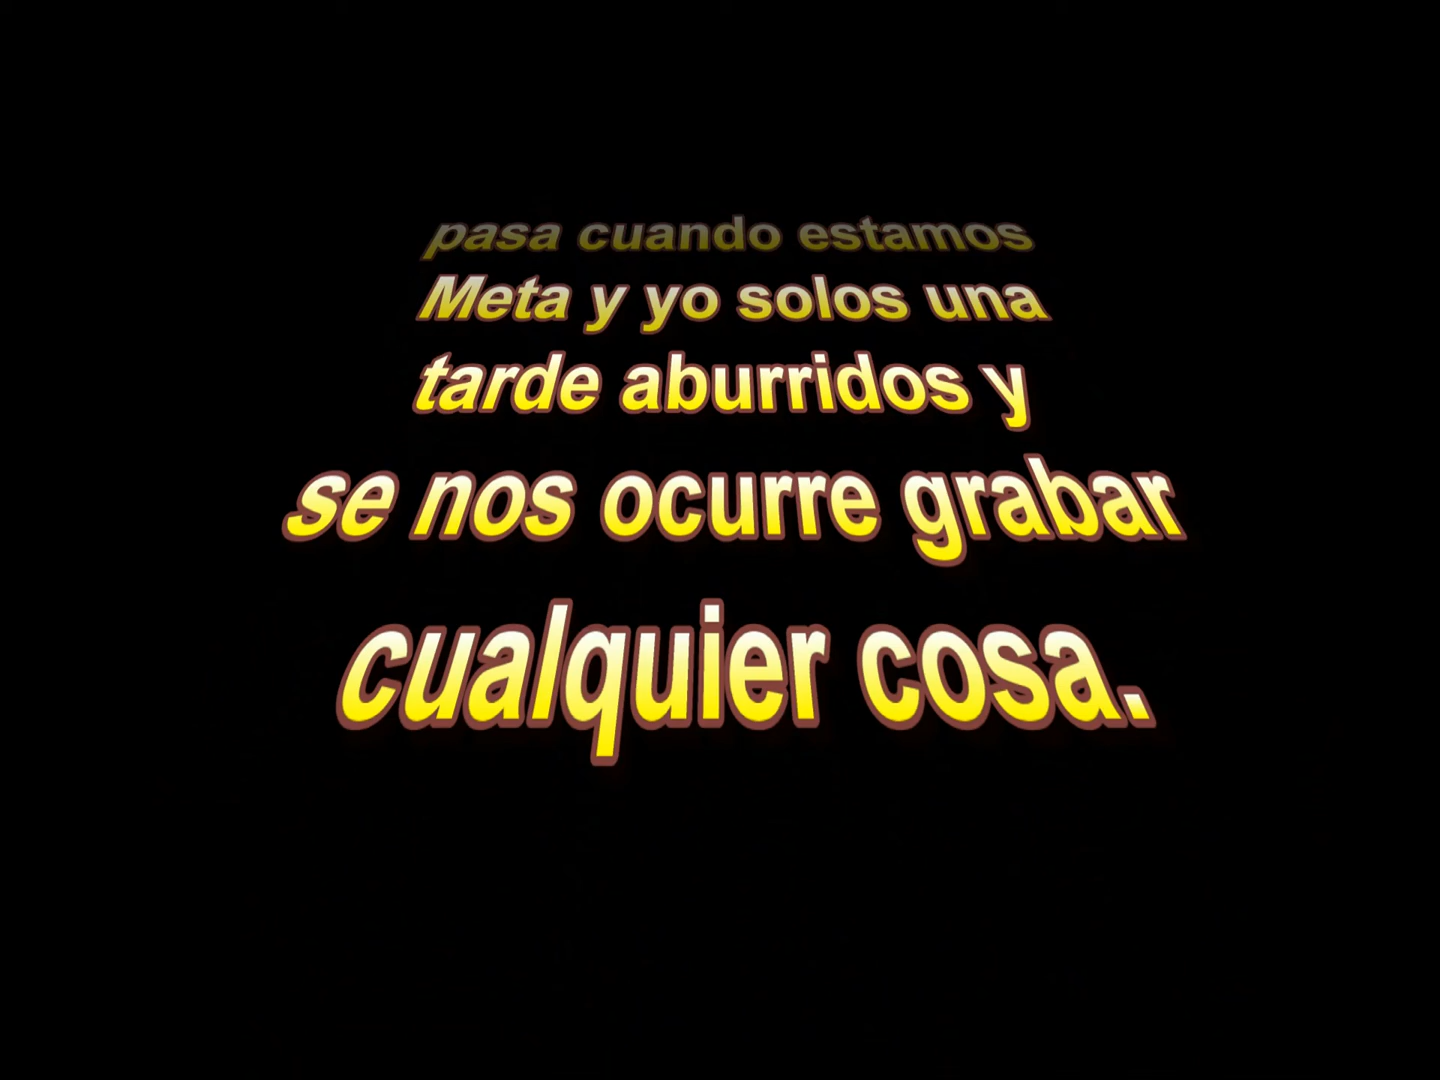 pasa cuando estamos
Meta y yo solos una
tarde aburridos y
se nos ocurre grabar
cualquier cosa.